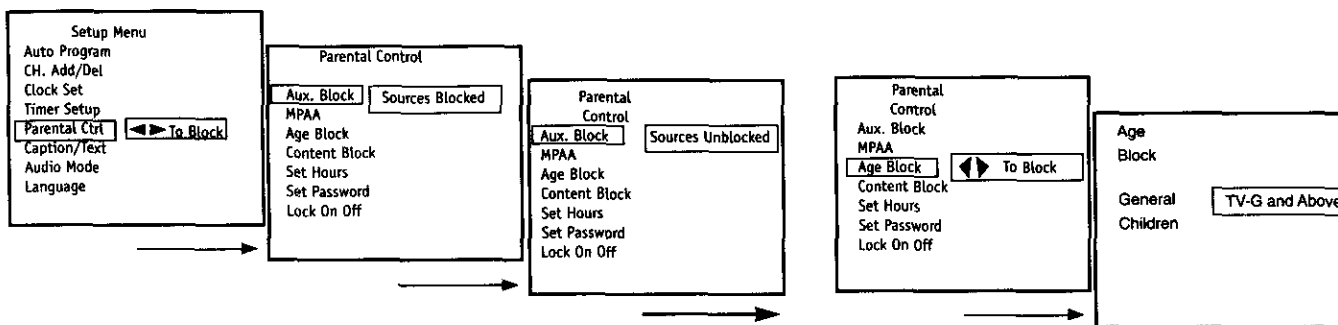 Setup Menu
Auto Program
CH. Add/Del
Clock Set
Timer Setup
Parental Ctrl ◀▶ To Block
Caption/Text
Audio Mode
Language
Parental Control
Aux. Block Sources Blocked
MPAA
Age Block
Content Block
Set Hours
Set Password
Lock On Off
Parental
Control
Aux. Block Sources Unblocked
MPAA
Age Block
Content Block
Set Hours
Set Password
Lock On Off
Parental
Control
Aux. Block
MPAA
Age Block ◀▶ To Block
Content Block
Set Hours
Set Password
Lock On Off
Age
Block
General TV-G and Above
Children